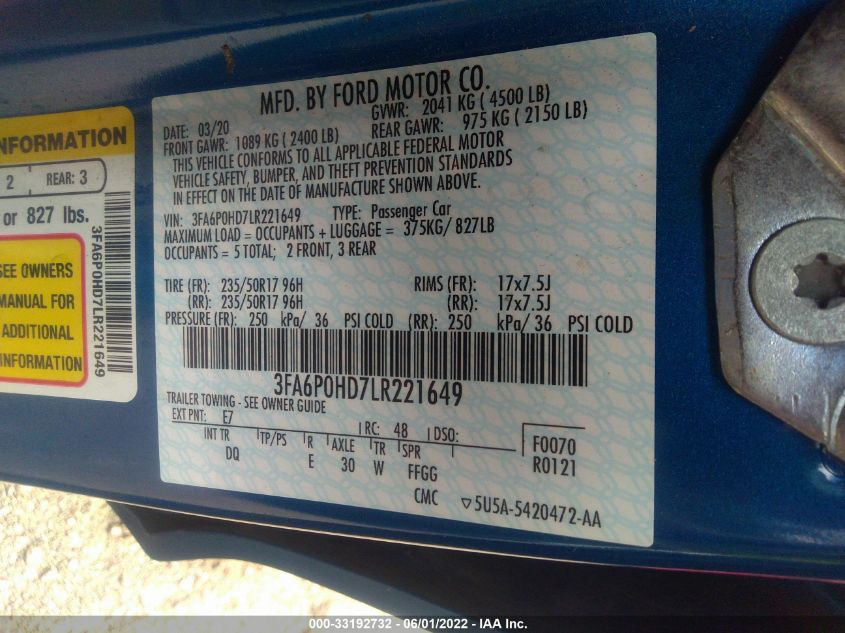 MFD. BY FORD MOTOR CO.
DATE: 03/20 GVWR: 2041 KG ( 4500 LB)
FRONT GAWR: 1089 KG ( 2400 LB) REAR GAWR: 975 KG ( 2150 LB)
THIS VEHICLE CONFORMS TO ALL APPLICABLE FEDERAL MOTOR
VEHICLE SAFETY, BUMPER, AND THEFT PREVENTION STANDARDS
IN EFFECT ON THE DATE OF MANUFACTURE SHOWN ABOVE.
VIN: 3FA6P0HD7LR221649 TYPE: Passenger Car
MAXIMUM LOAD = OCCUPANTS + LUGGAGE = 375KG/ 827LB
OCCUPANTS = 5 TOTAL; 2 FRONT, 3 REAR
TIRE (FR): 235/50R17 96H RIMS (FR): 17x7.5J
(RR): 235/50R17 96H (RR): 17x7.5J
PRESSURE (FR): 250 kPa/ 36 PSI COLD (RR): 250 kPa/ 36 PSI COLD
3FA6P0HD7LR221649
TRAILER TOWING - SEE OWNER GUIDE
EXT PNT: E7 RC: 48 DSO: F0070
INT TR TP/PS R AXLE TR SPR R0121
DQ E 30 W FFGG
CMC 5U5A-5420472-AA
INFORMATION
2 REAR: 3
or 827 lbs.
SEE OWNERS
MANUAL FOR
ADDITIONAL
INFORMATION
3FA6P0HD7LR221649
000-33192732 - 06/01/2022 - IAA Inc.